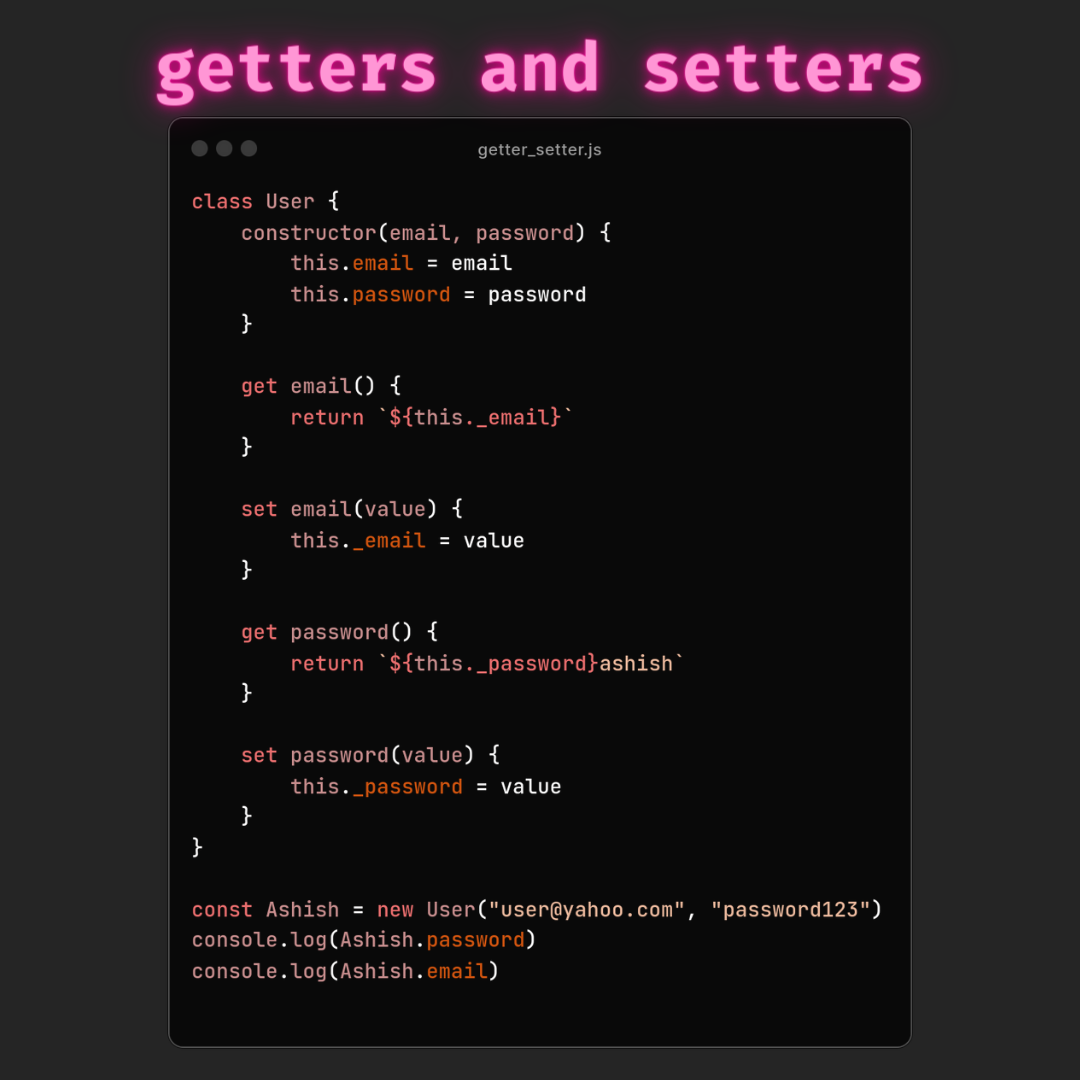 getters and setters
getter_setter.js
class User {
    constructor(email, password) {
        this.email = email
        this.password = password
    }

    get email() {
        return `${this._email}`
    }

    set email(value) {
        this._email = value
    }

    get password() {
        return `${this._password}ashish`
    }

    set password(value) {
        this._password = value
    }
}

const Ashish = new User("user@yahoo.com", "password123")
console.log(Ashish.password)
console.log(Ashish.email)